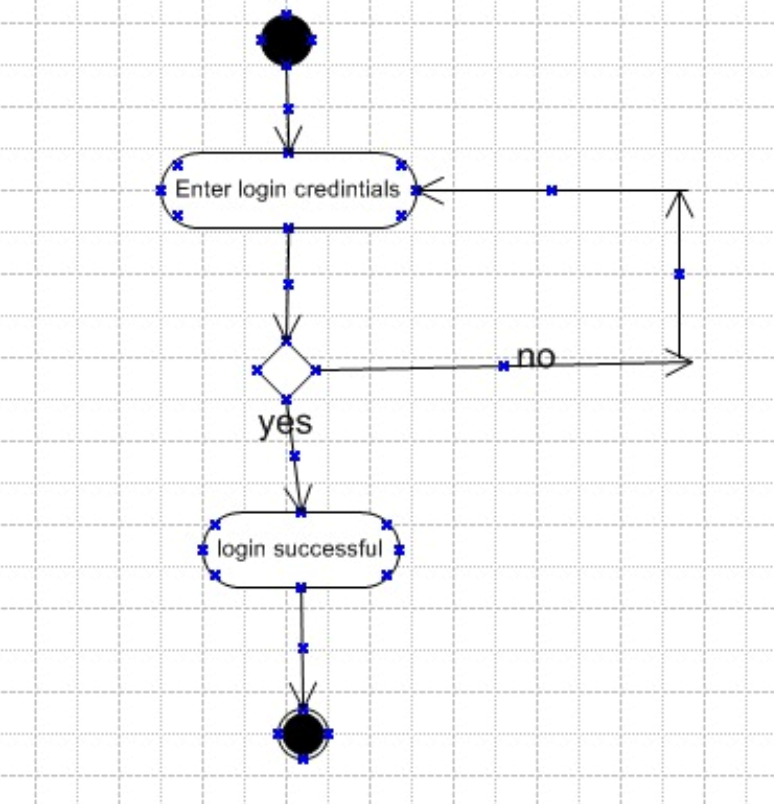 Enter login credintials
no
yes
login successful